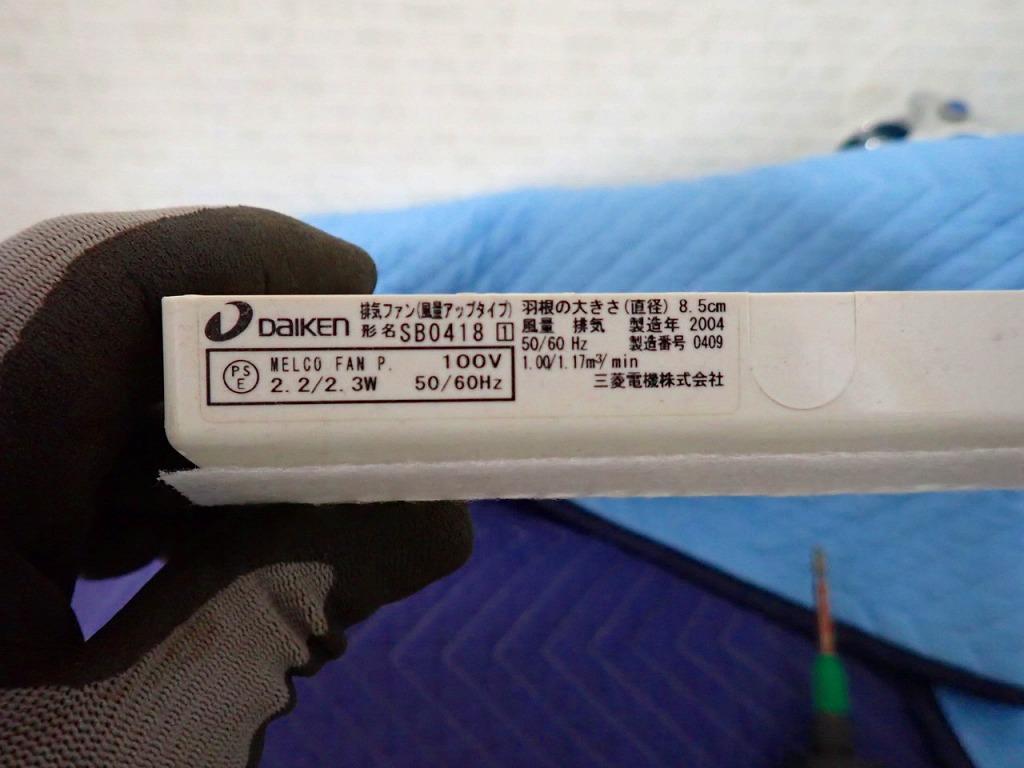 DAIKEN
排気ファン(風量アップタイプ)
形名 SB0418 1
PS
E
MELCO FAN P. 100V
2.2/2.3W 50/60Hz
羽根の大きさ(直径) 8.5cm
風量 排気 製造年 2004
50/60 Hz 製造番号 0409
1.00/1.17m³/min
三菱電機株式会社